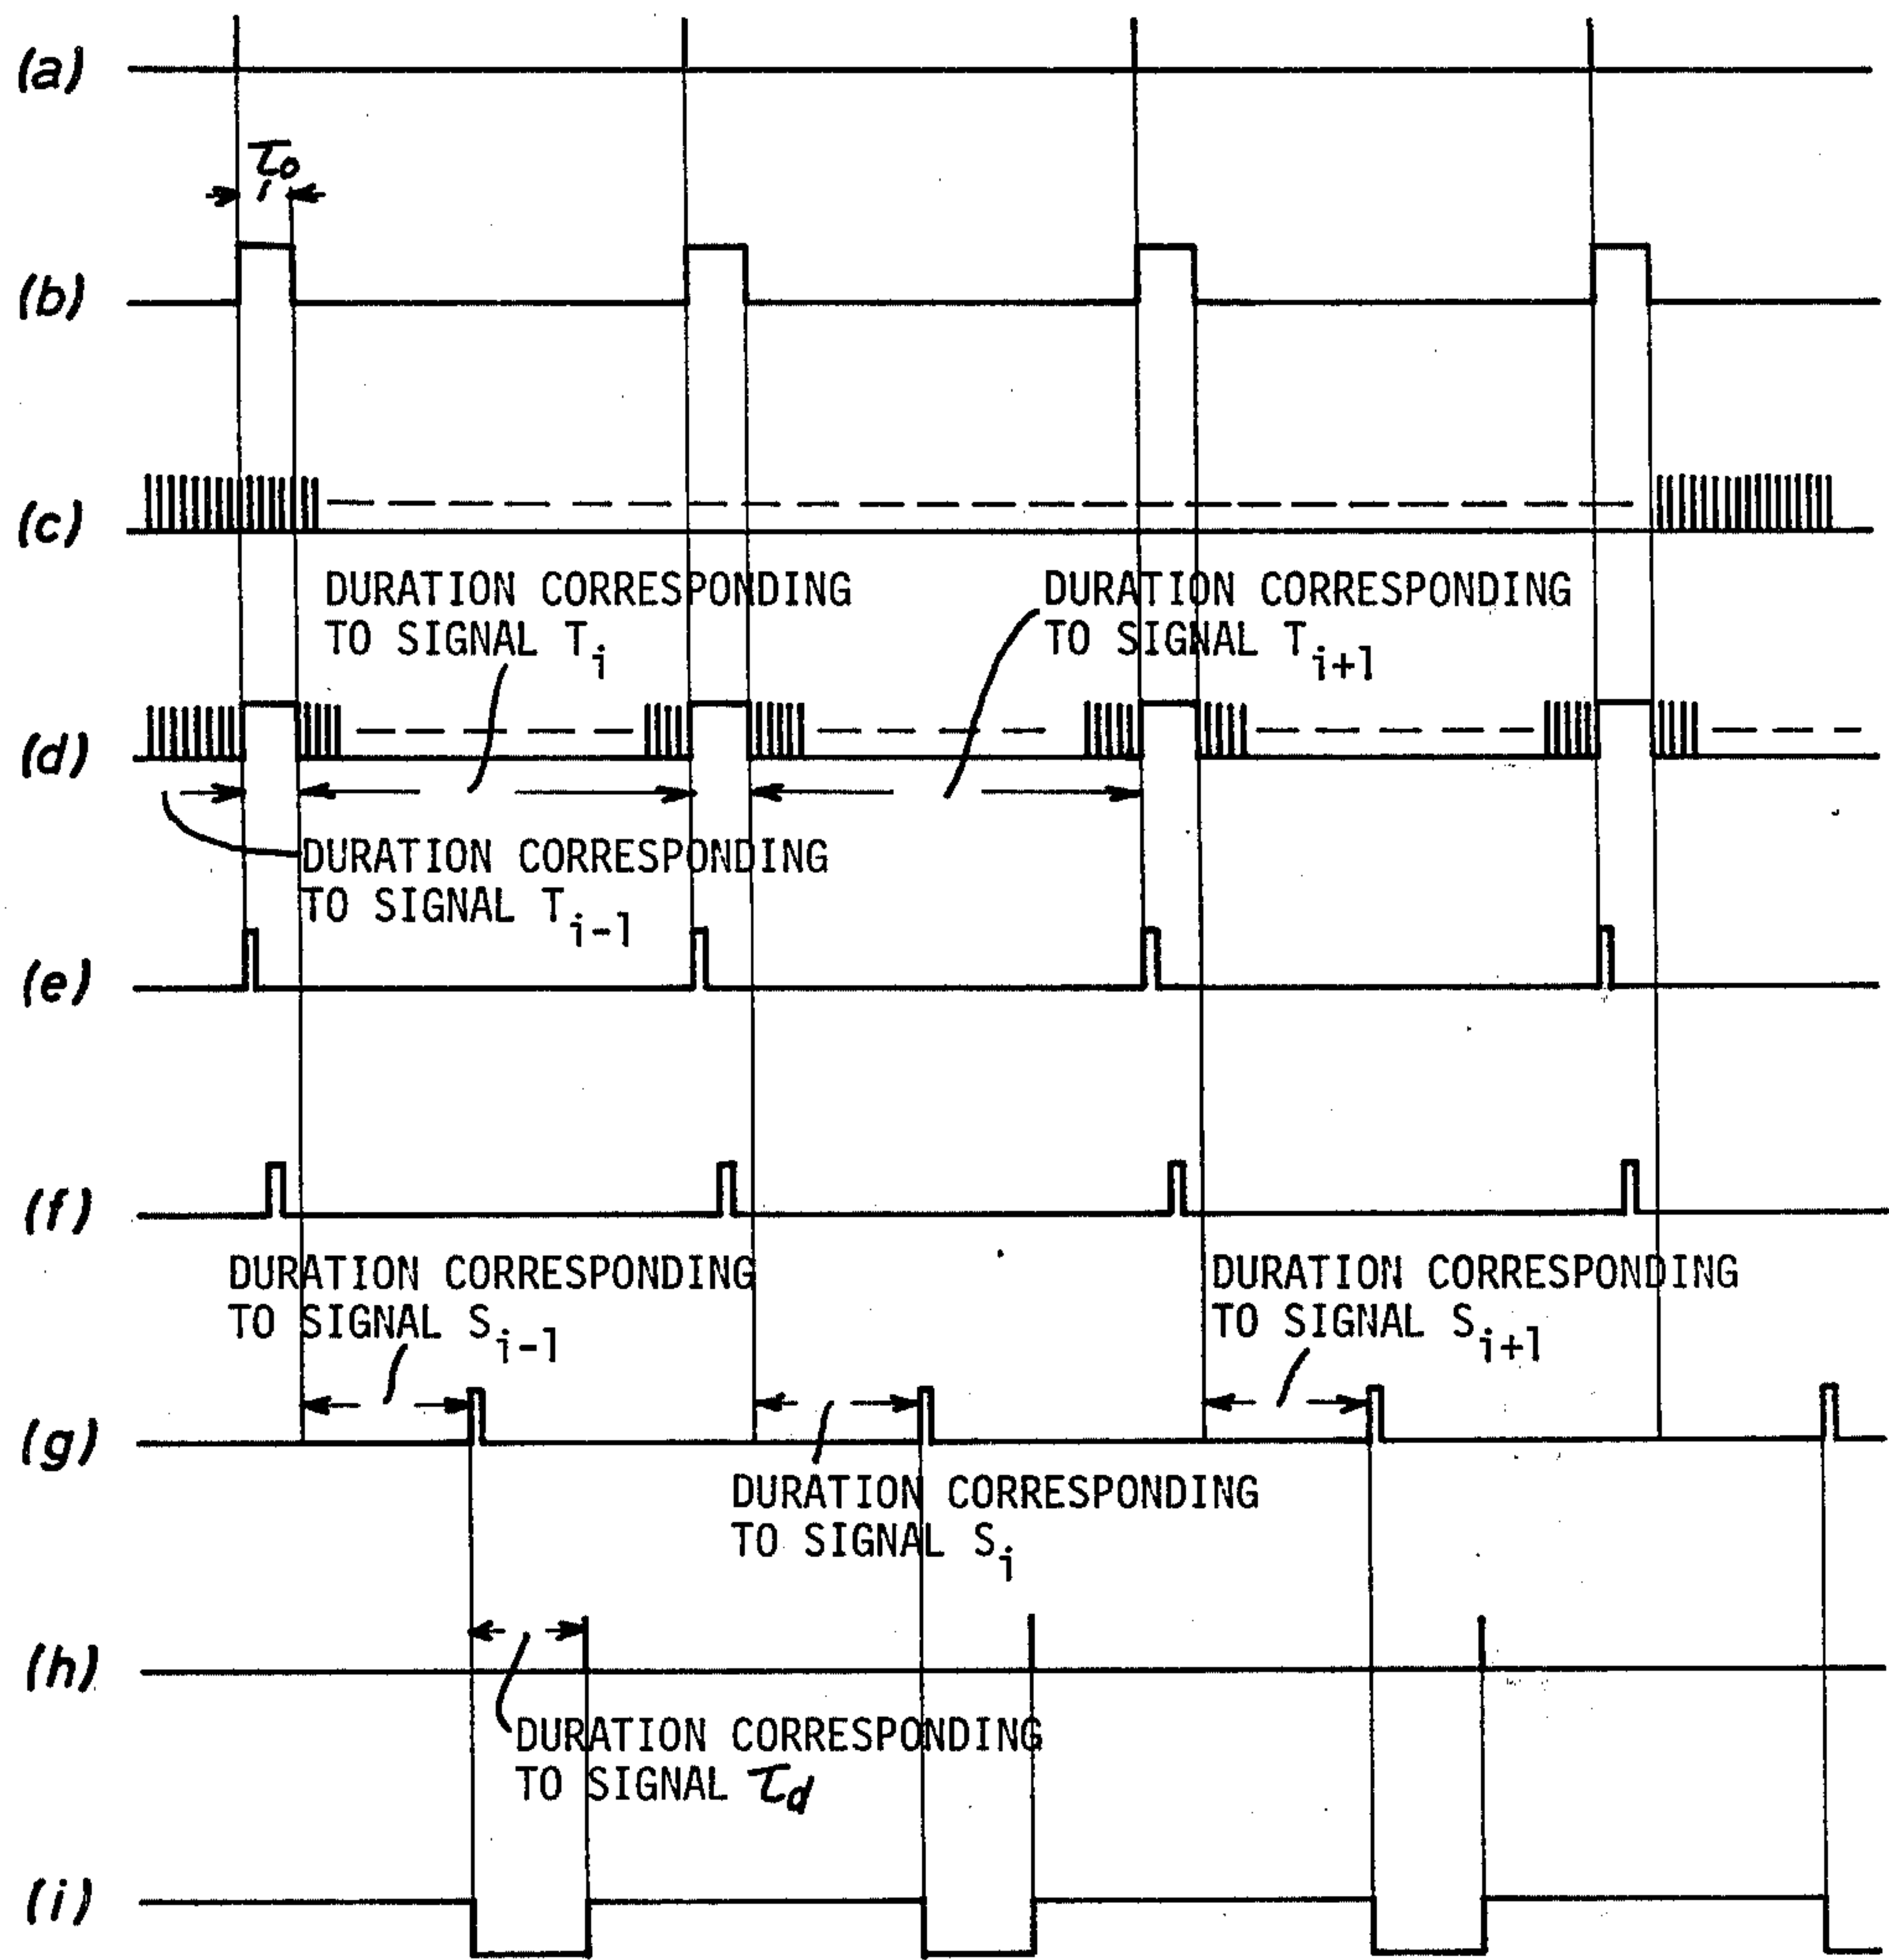 (a)
τo
(b)
(c)
DURATION CORRESPONDING
TO SIGNAL Ti
DURATION CORRESPONDING
TO SIGNAL Ti+1
(d)
DURATION CORRESPONDING
TO SIGNAL Ti-1
(e)
(f)
DURATION CORRESPONDING
TO SIGNAL Si-1
DURATION CORRESPONDING
TO SIGNAL Si+1
(g)
DURATION CORRESPONDING
TO SIGNAL Si
(h)
DURATION CORRESPONDING
TO SIGNAL τd
(i)